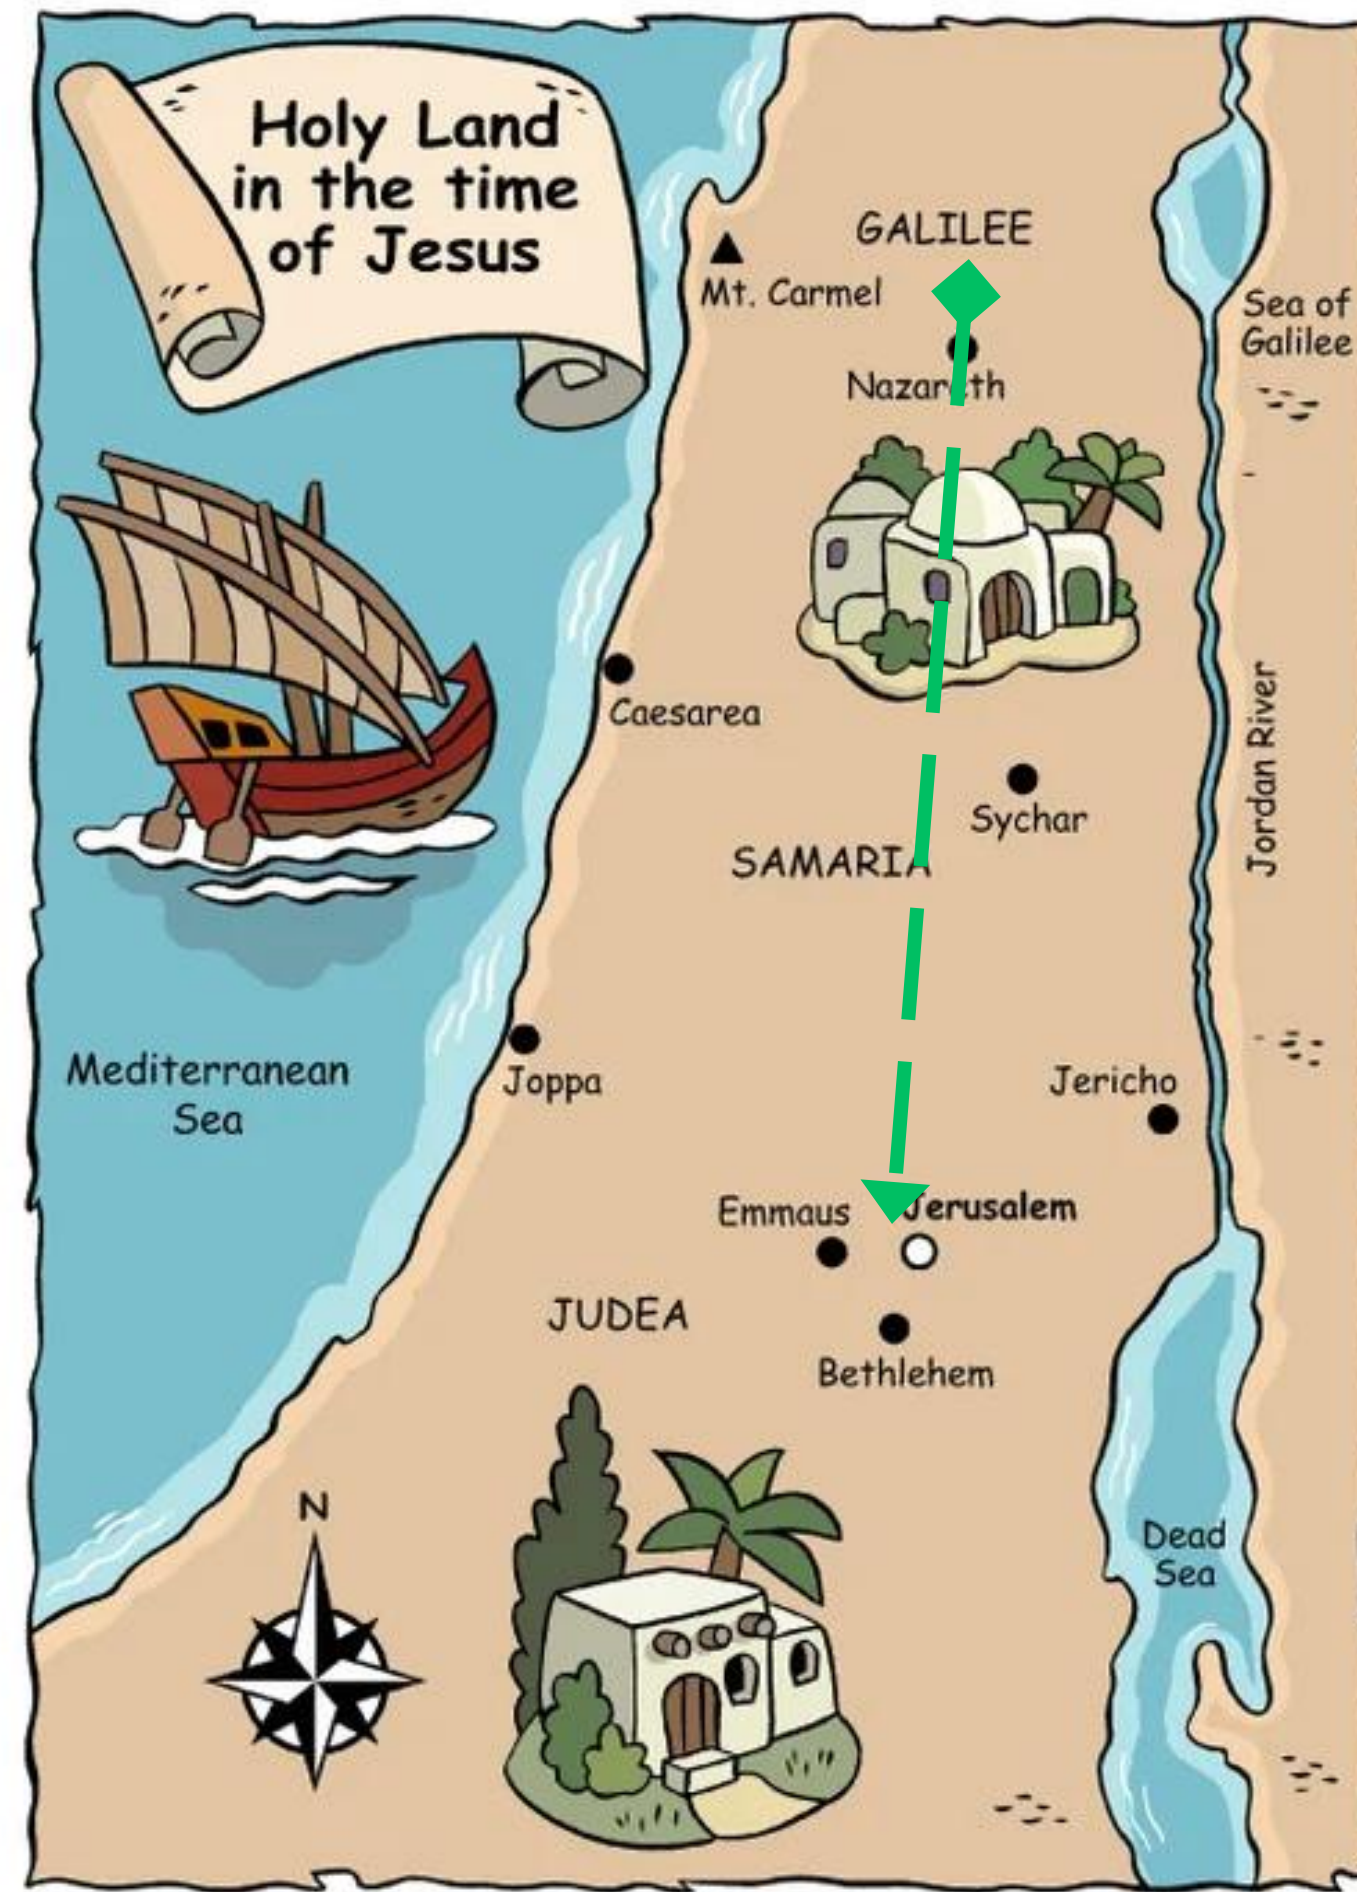 Holy Land
in the time
of Jesus
GALILEE
Mt. Carmel
Sea of
Galilee
Nazareth
Caesarea
Jordan River
Sychar
SAMARIA
Mediterranean
Sea
Joppa
Jericho
Emmaus
Jerusalem
JUDEA
Bethlehem
N
Dead
Sea